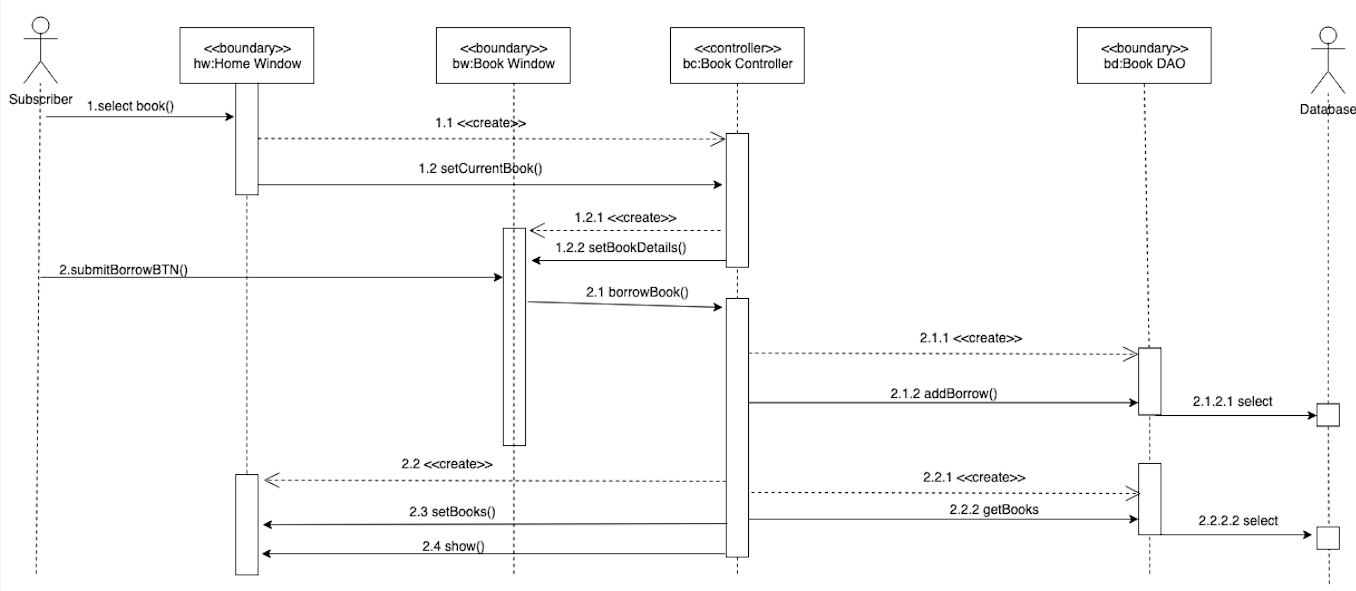 <<boundary>>
hw:Home Window
<<boundary>>
bw:Book Window
<<controller>>
bc:Book Controller
<<boundary>>
bd:Book DAO
Subscriber
Database
1.select book()
1.1 <<create>>
1.2 setCurrentBook()
1.2.1 <<create>>
1.2.2 setBookDetails()
2.submitBorrowBTN()
2.1 borrowBook()
2.1.1 <<create>>
2.1.2 addBorrow()
2.1.2.1 select
2.2 <<create>>
2.2.1 <<create>>
2.3 setBooks()
2.2.2 getBooks
2.2.2.2 select
2.4 show()